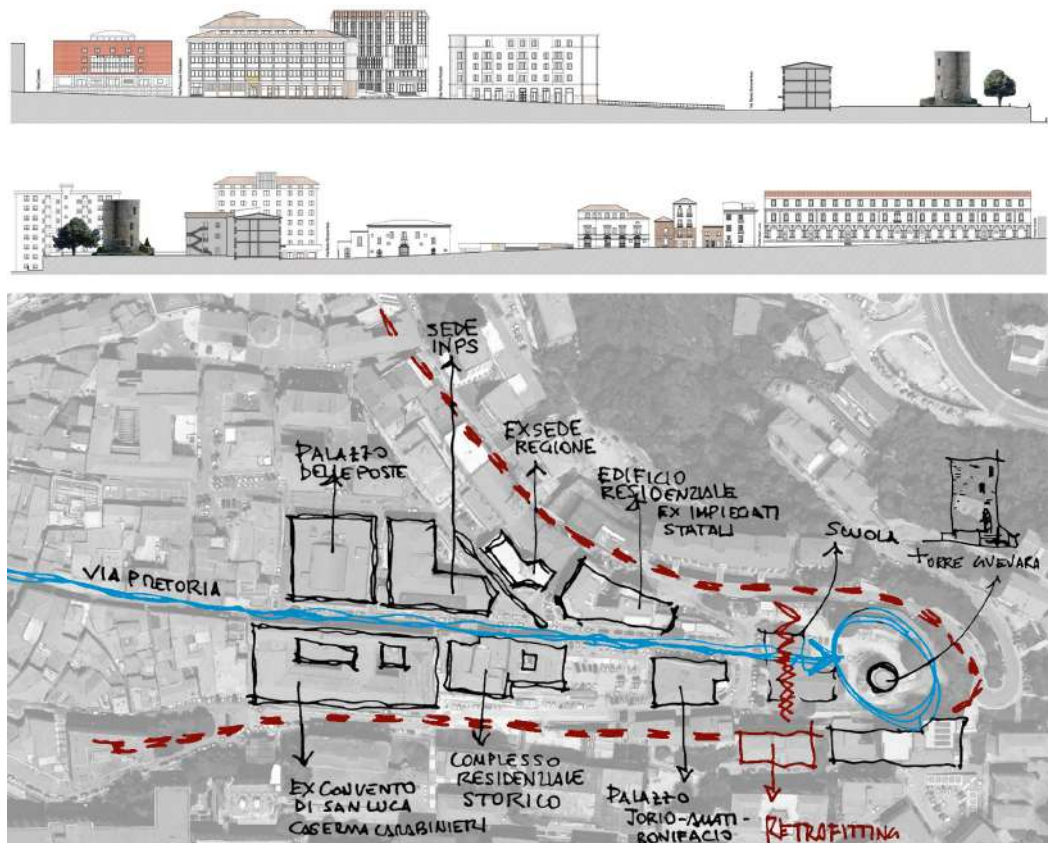 SEDE
INPS
EX SEDE
REGIONE
PALAZZO
DELLE POSTE
EDIFICIO
RESIDENZIALE
EX IMPIEGATI
STATALI
SCUOLA
TORRE GUEVARA
VIA PRETORIA
EX CONVENTO
DI SAN LUCA
CASERMA CARABINIERI
COMPLESSO
RESIDENZIALE
STORICO
PALAZZO
JORIO-AMATI-
BONIFACIO
RETROFITTING